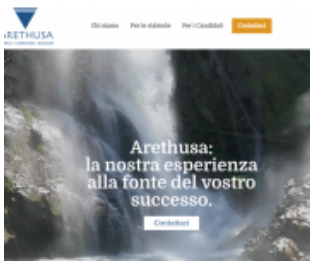 ARETHUSA
Chi siamo Per le Aziende Per i Candidati Contattaci
Arethusa:
la nostra esperienza
alla fonte del vostro
successo.
Contattaci